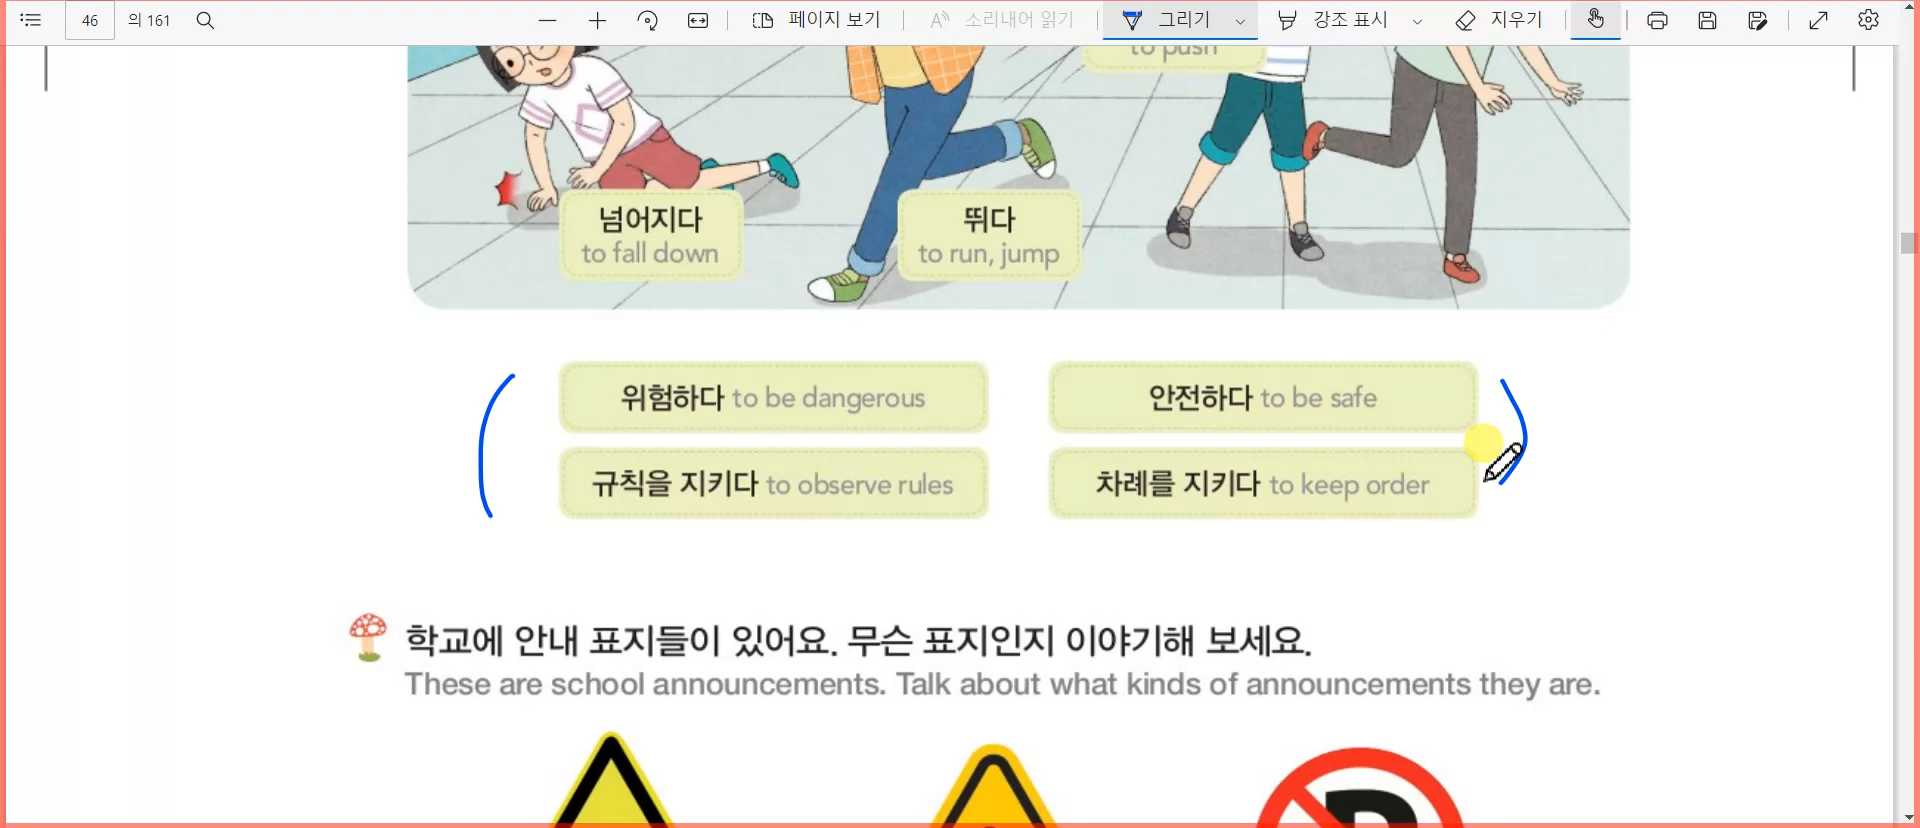 46 의 161 페이지 보기 소리내어 읽기 그리기 강조 표시 지우기
to push
넘어지다
to fall down
뛰다
to run, jump
위험하다 to be dangerous
안전하다 to be safe
규칙을 지키다 to observe rules
차례를 지키다 to keep order
학교에 안내 표지들이 있어요. 무슨 표지인지 이야기해 보세요.
These are school announcements. Talk about what kinds of announcements they are.